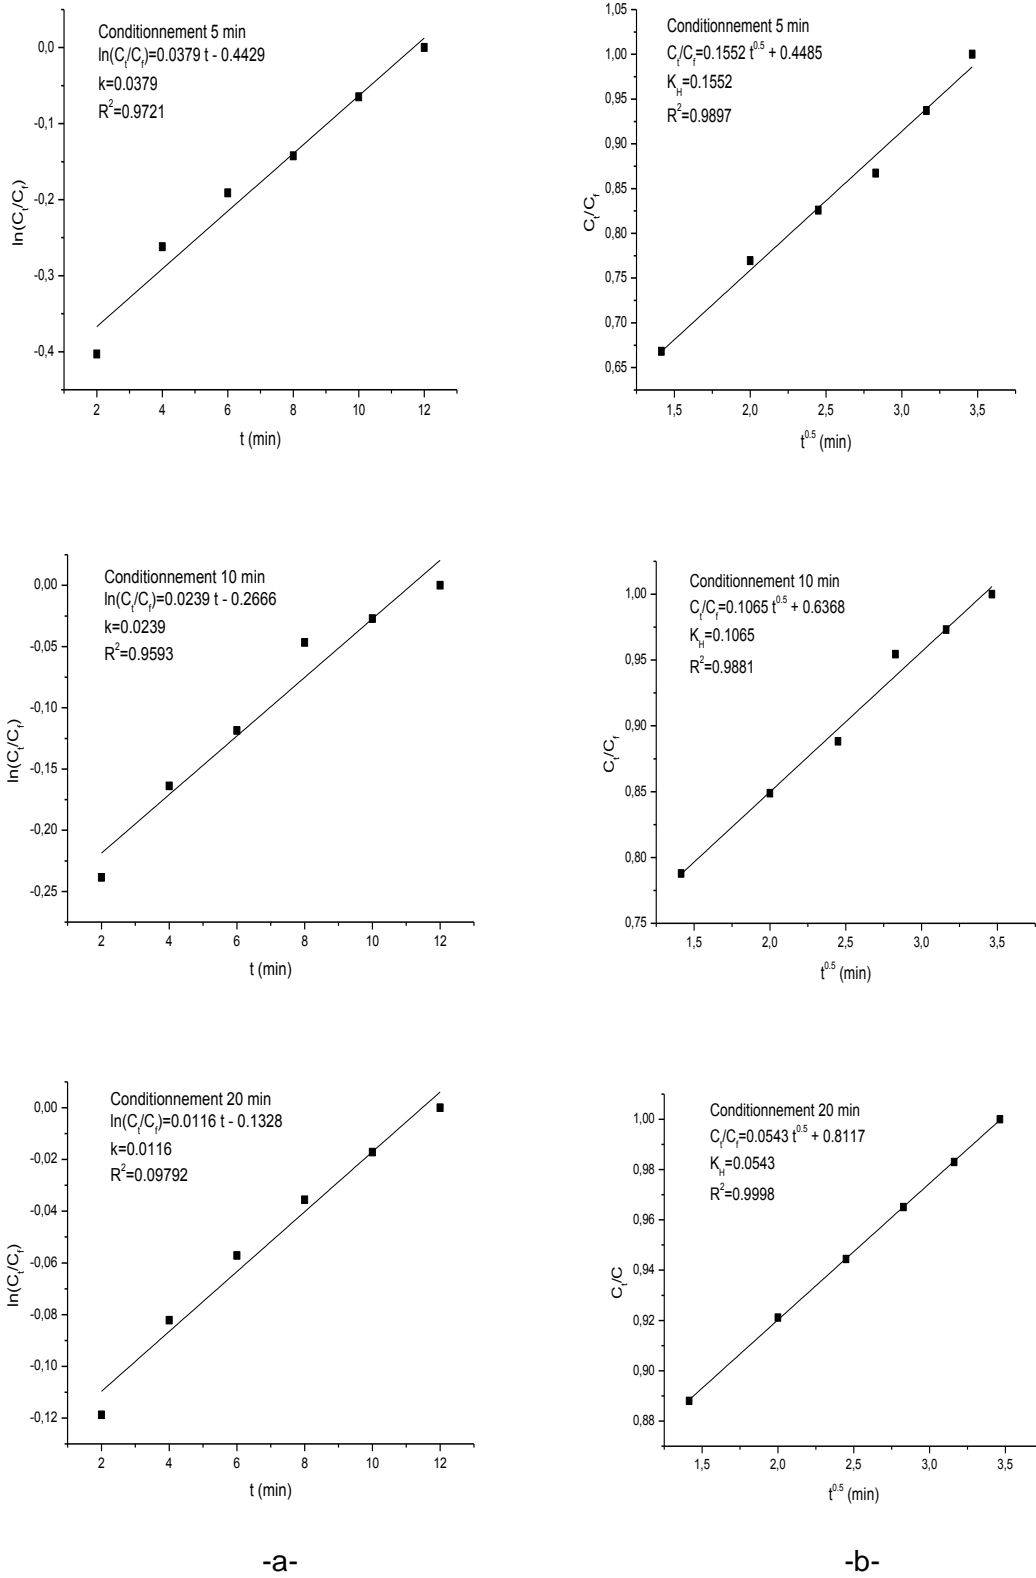 Conditionnement 5 min
ln(Ct/Cf)=0.0379 t - 0.4429
k=0.0379
R2=0.9721
0,0
-0,1
-0,2
-0,3
-0,4
ln(Ct/Cf)
2 4 6 8 10 12
t (min)
Conditionnement 5 min
Ct/Cf=0.1552 t0.5 + 0.4485
KH=0.1552
R2=0.9897
1,05
1,00
0,95
0,90
0,85
0,80
0,75
0,70
0,65
Ct/Cf
1,5 2,0 2,5 3,0 3,5
t0.5 (min)
Conditionnement 10 min
ln(Ct/Cf)=0.0239 t - 0.2666
k=0.0239
R2=0.9593
0,00
-0,05
-0,10
-0,15
-0,20
-0,25
ln(Ct/Cf)
2 4 6 8 10 12
t (min)
Conditionnement 10 min
Ct/Cf=0.1065 t0.5 + 0.6368
KH=0.1065
R2=0.9881
1,00
0,95
0,90
0,85
0,80
0,75
Ct/Cf
1,5 2,0 2,5 3,0 3,5
t0.5 (min)
Conditionnement 20 min
ln(Ct/Cf)=0.0116 t - 0.1328
k=0.0116
R2=0.09792
0,00
-0,02
-0,04
-0,06
-0,08
-0,10
-0,12
ln(Ct/Cf)
2 4 6 8 10 12
t (min)
Conditionnement 20 min
Ct/Cf=0.0543 t0.5 + 0.8117
KH=0.0543
R2=0.9998
1,00
0,98
0,96
0,94
0,92
0,90
0,88
Ct/C
1,5 2,0 2,5 3,0 3,5
t0.5 (min)
-a- -b-